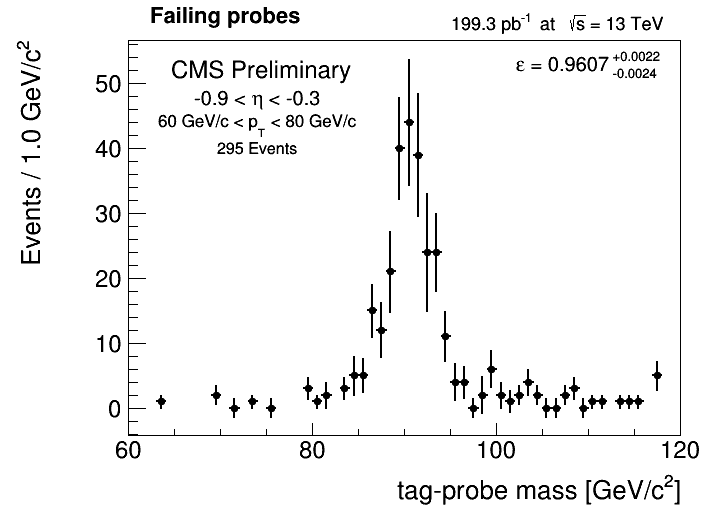 Failing probes
199.3 pb⁻¹ at √s = 13 TeV
CMS Preliminary
-0.9 < η < -0.3
60 GeV/c < p_T < 80 GeV/c
295 Events
ε = 0.9607 +0.0022 -0.0024
Events / 1.0 GeV/c²
50
40
30
20
10
0
60 80 100 120
tag-probe mass [GeV/c²]